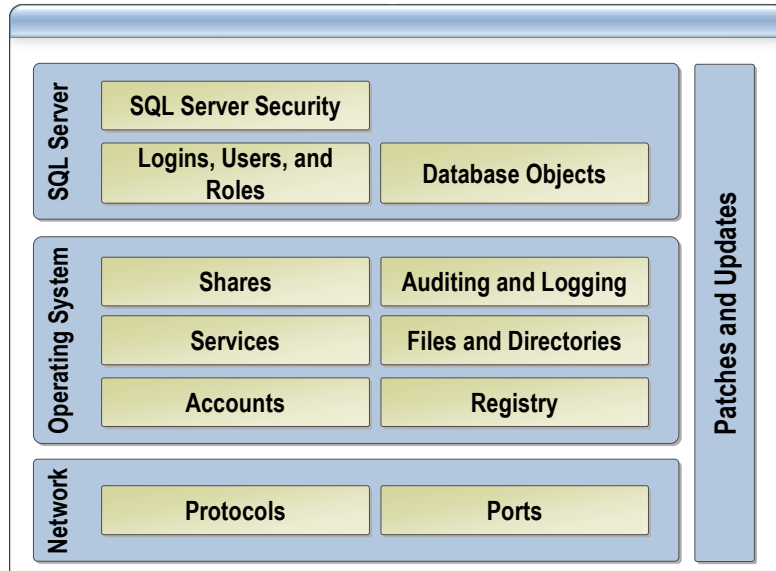 SQL Server
SQL Server Security
Logins, Users, and
Roles
Database Objects
Operating System
Shares
Auditing and Logging
Services
Files and Directories
Accounts
Registry
Network
Protocols
Ports
Patches and Updates